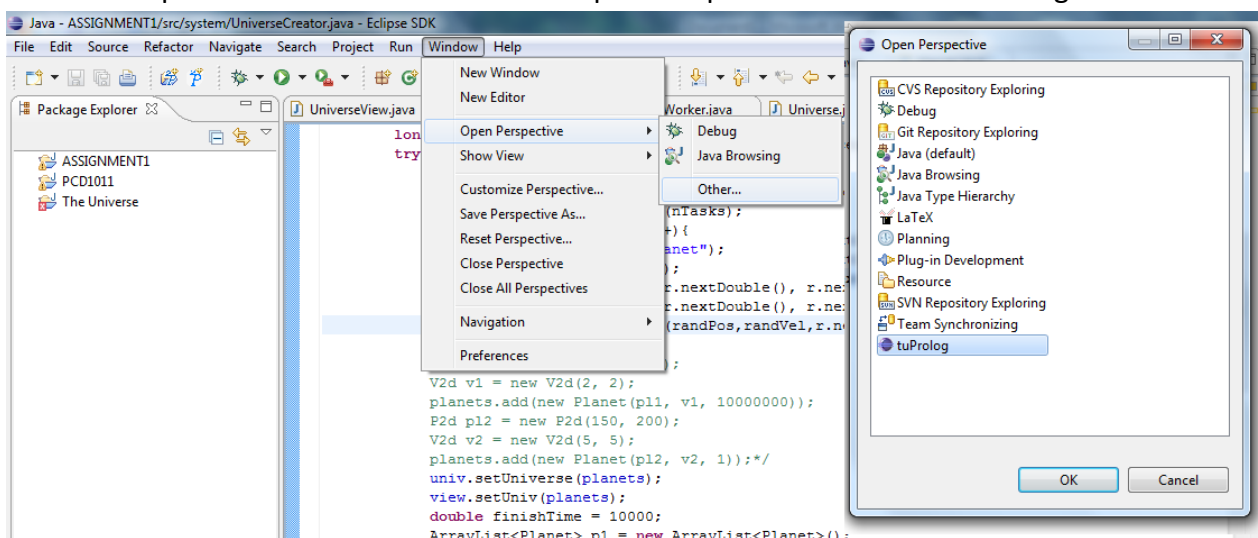 Java - ASSIGNMENT1/src/system/UniverseCreator.java - Eclipse SDK
File Edit Source Refactor Navigate Search Project Run Window Help
Package Explorer
ASSIGNMENT1
PCD1011
The Universe
UniverseView.java
Worker.java
Universe.j
lon
try
New Window
New Editor
Open Perspective
Show View
Customize Perspective...
Save Perspective As...
Reset Perspective...
Close Perspective
Close All Perspectives
Navigation
Preferences
Debug
Java Browsing
Other...
(nTasks);
+){
anet");
);
r.nextDouble(), r.ne
r.nextDouble(), r.ne
(randPos,randVel,r.n
);
V2d v1 = new V2d(2, 2);
planets.add(new Planet(pl1, v1, 10000000));
P2d pl2 = new P2d(150, 200);
V2d v2 = new V2d(5, 5);
planets.add(new Planet(pl2, v2, 1));*/
univ.setUniverse(planets);
view.setUniv(planets);
double finishTime = 10000;
ArrayList<Planet> p1 = new ArrayList<Planet>();
Open Perspective
CVS Repository Exploring
Debug
Git Repository Exploring
Java (default)
Java Browsing
Java Type Hierarchy
LaTeX
Planning
Plug-in Development
Resource
SVN Repository Exploring
Team Synchronizing
tuProlog
OK Cancel